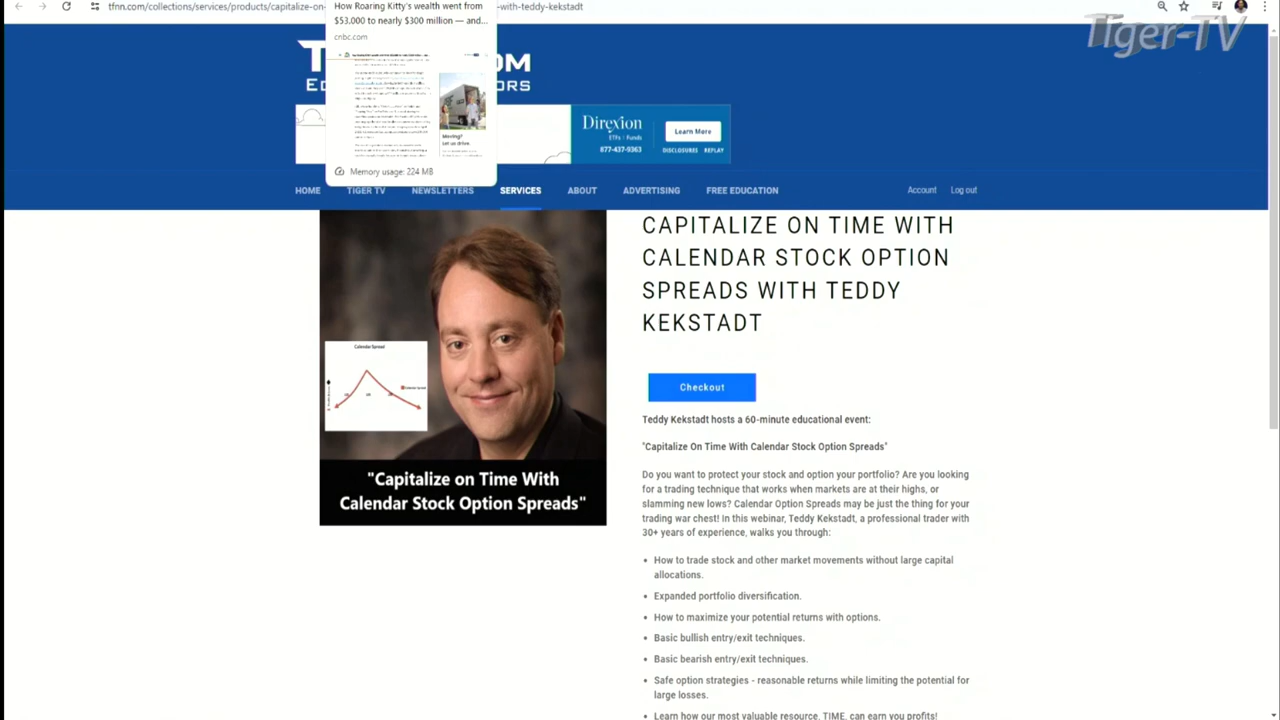 tfnn.com/collections/services/products/capitalize-on-
-with-teddy-kekstadt
How Roaring Kitty's wealth went from
$53,000 to nearly $300 million — and...
cnbc.com
Moving?
Let us drive.
Memory usage: 224 MB
Tiger-TV
Direxion
ETFs | Funds
877-437-9363
Learn More
DISCLOSURES REPLAY
HOME TIGER TV NEWSLETTERS SERVICES ABOUT ADVERTISING FREE EDUCATION Account Log out
Calendar Spread
"Capitalize on Time With
Calendar Stock Option Spreads"
CAPITALIZE ON TIME WITH
CALENDAR STOCK OPTION
SPREADS WITH TEDDY
KEKSTADT
Checkout
Teddy Kekstadt hosts a 60-minute educational event:
"Capitalize On Time With Calendar Stock Option Spreads"
Do you want to protect your stock and option your portfolio? Are you looking
for a trading technique that works when markets are at their highs, or
slamming new lows? Calendar Option Spreads may be just the thing for your
trading war chest! In this webinar, Teddy Kekstadt, a professional trader with
30+ years of experience, walks you through:
• How to trade stock and other market movements without large capital
allocations.
• Expanded portfolio diversification.
• How to maximize your potential returns with options.
• Basic bullish entry/exit techniques.
• Basic bearish entry/exit techniques.
• Safe option strategies - reasonable returns while limiting the potential for
large losses.
• Learn how our most valuable resource, TIME, can earn you profits!